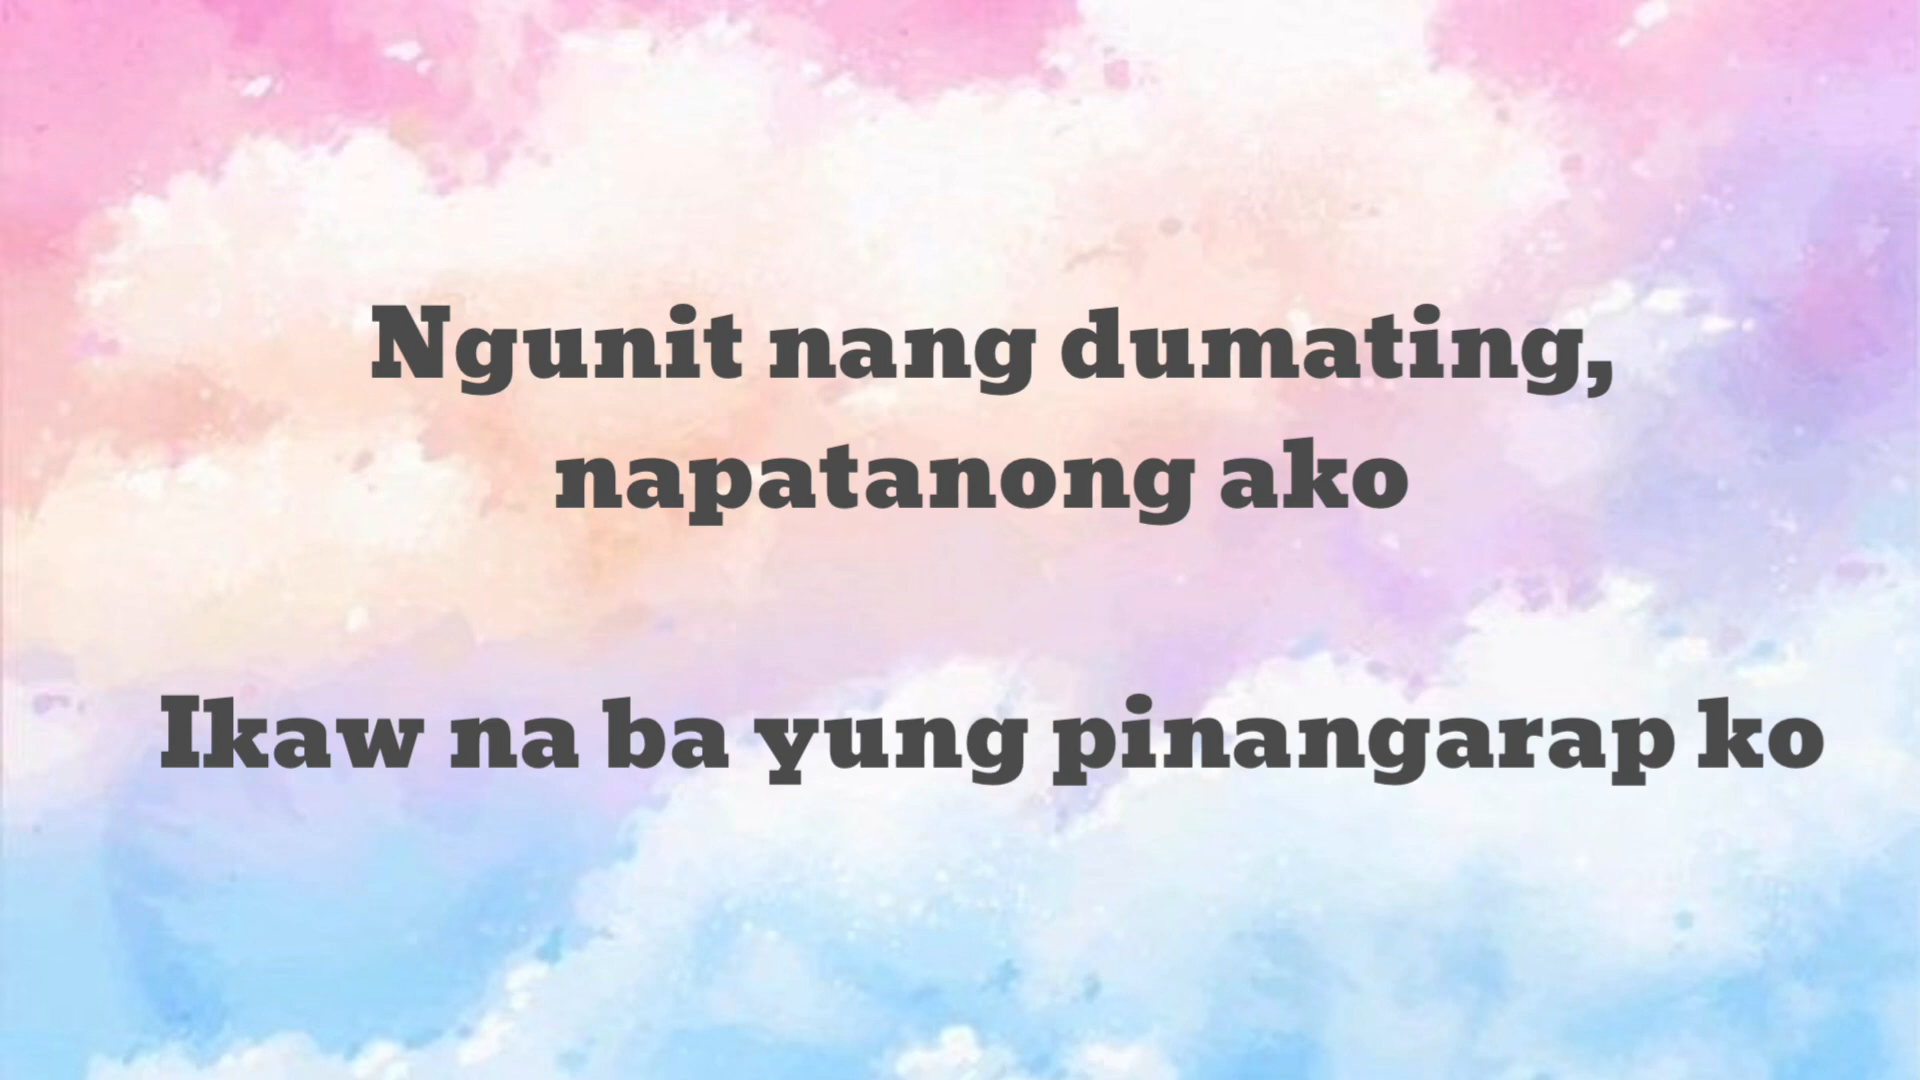 Ngunit nang dumating,
napatanong ako
Ikaw na ba yung pinangarap ko